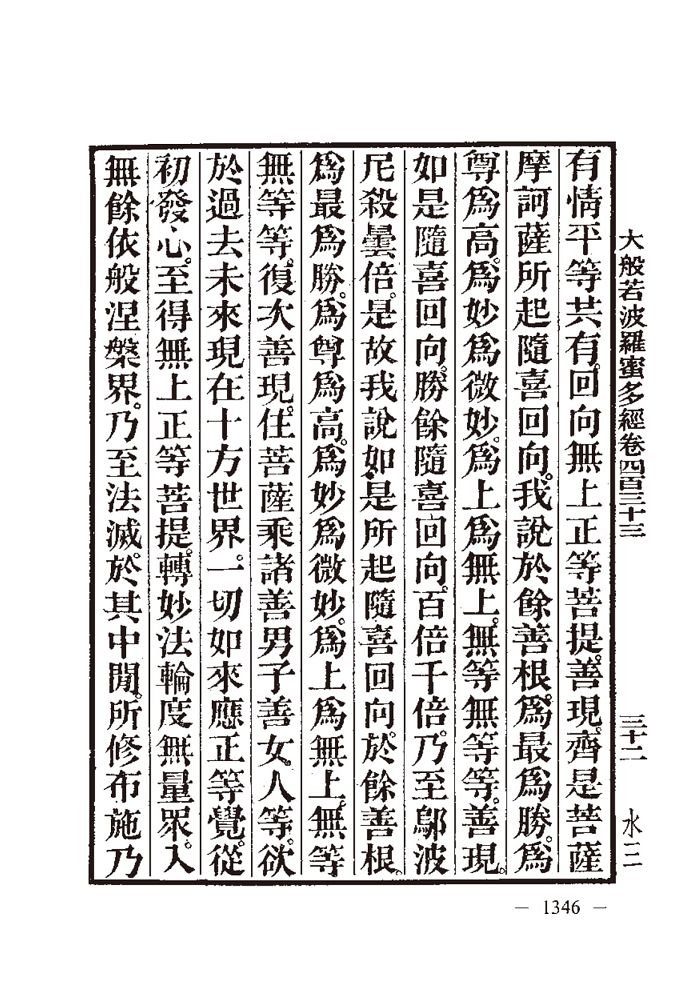 大般若波羅蜜多經卷四百三十三 三十二 水三
有情平等共有。回向無上正等菩提。善現。齊是菩薩
摩訶薩所起隨喜回向。我說於餘善根。爲最爲勝。爲
尊爲高。爲妙爲微妙。爲上爲無上。無等無等等。善現。
如是隨喜回向。勝餘隨喜回向。百倍千倍。乃至鄔波
尼殺曇倍。是故我說如是所起隨喜回向。於餘善根。
爲最爲勝。爲尊爲高。爲妙爲微妙。爲上爲無上。無等
無等等。復次善現。住菩薩乘諸善男子善女人等。欲
於過去未來現在十方世界。一切如來應正等覺。從
初發心。至得無上正等菩提。轉妙法輪。度無量眾。入
無餘依般涅槃界。乃至法滅。於其中閒。所修布施乃
— 1346 —